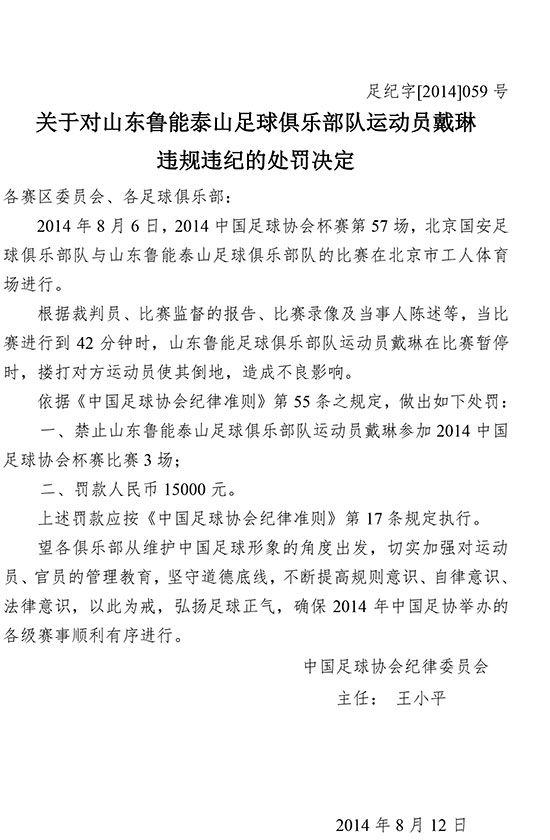 足纪字[2014]059 号
关于对山东鲁能泰山足球俱乐部队运动员戴琳
违规违纪的处罚决定
各赛区委员会、各足球俱乐部：
2014 年 8 月 6 日，2014 中国足球协会杯赛第 57 场，北京国安足
球俱乐部队与山东鲁能泰山足球俱乐部队的比赛在北京市工人体育
场进行。
根据裁判员、比赛监督的报告、比赛录像及当事人陈述等，当比
赛进行到 42 分钟时，山东鲁能足球俱乐部队运动员戴琳在比赛暂停
时，搂打对方运动员使其倒地，造成不良影响。
依据《中国足球协会纪律准则》第 55 条之规定，做出如下处罚：
一、禁止山东鲁能泰山足球俱乐部队运动员戴琳参加 2014 中国
足球协会杯赛比赛 3 场；
二、罚款人民币 15000 元。
上述罚款应按《中国足球协会纪律准则》第 17 条规定执行。
望各俱乐部从维护中国足球形象的角度出发，切实加强对运动
员、官员的管理教育，坚守道德底线，不断提高规则意识、自律意识、
法律意识，以此为戒，弘扬足球正气，确保 2014 年中国足协举办的
各级赛事顺利有序进行。
中国足球协会纪律委员会
主任： 王小平
2014 年 8 月 12 日